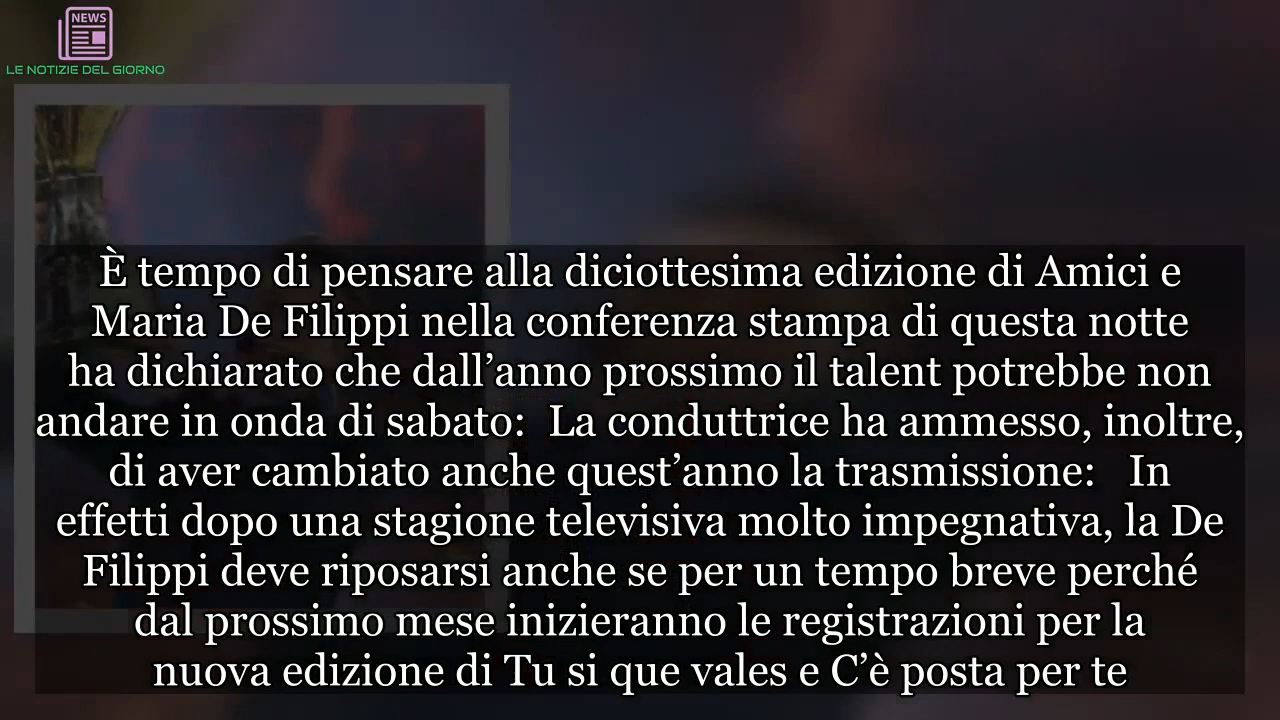 NEWS
LE NOTIZIE DEL GIORNO
È tempo di pensare alla diciottesima edizione di Amici e
Maria De Filippi nella conferenza stampa di questa notte
ha dichiarato che dall’anno prossimo il talent potrebbe non
andare in onda di sabato:  La conduttrice ha ammesso, inoltre,
di aver cambiato anche quest’anno la trasmissione:   In
effetti dopo una stagione televisiva molto impegnativa, la De
Filippi deve riposarsi anche se per un tempo breve perché
dal prossimo mese inizieranno le registrazioni per la
nuova edizione di Tu si que vales e C’è posta per te